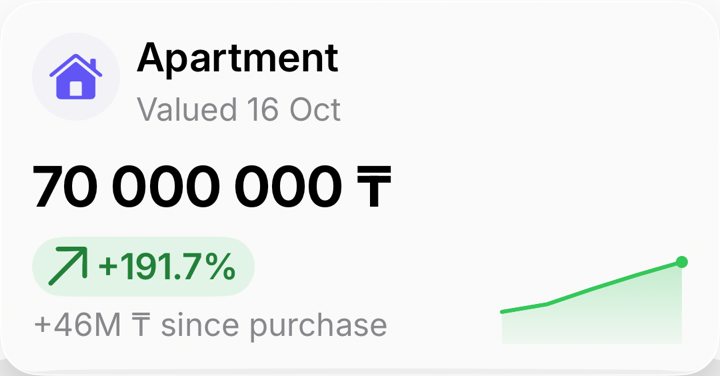 Apartment
Valued 16 Oct
70 000 000 ₸
+191.7%
+46M ₸ since purchase